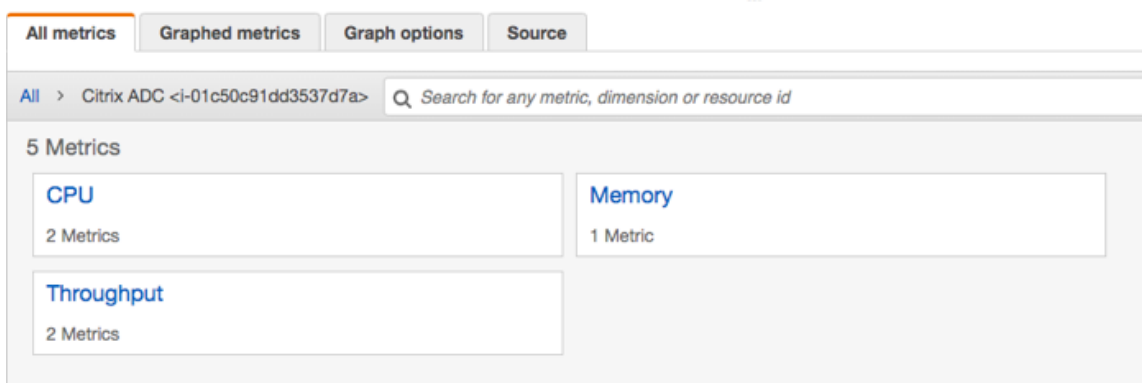 All metrics Graphed metrics Graph options Source
All > Citrix ADC <i-01c50c91dd3537d7a> Search for any metric, dimension or resource id
5 Metrics
CPU Memory
2 Metrics 1 Metric
Throughput
2 Metrics